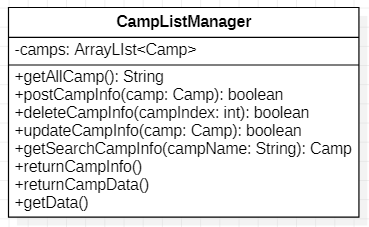 CampListManager
-camps: ArrayLIst<Camp>
+getAllCamp(): String
+postCampInfo(camp: Camp): boolean
+deleteCampInfo(campIndex: int): boolean
+updateCampInfo(camp: Camp): boolean
+getSearchCampInfo(campName: String): Camp
+returnCampInfo()
+returnCampData()
+getData()